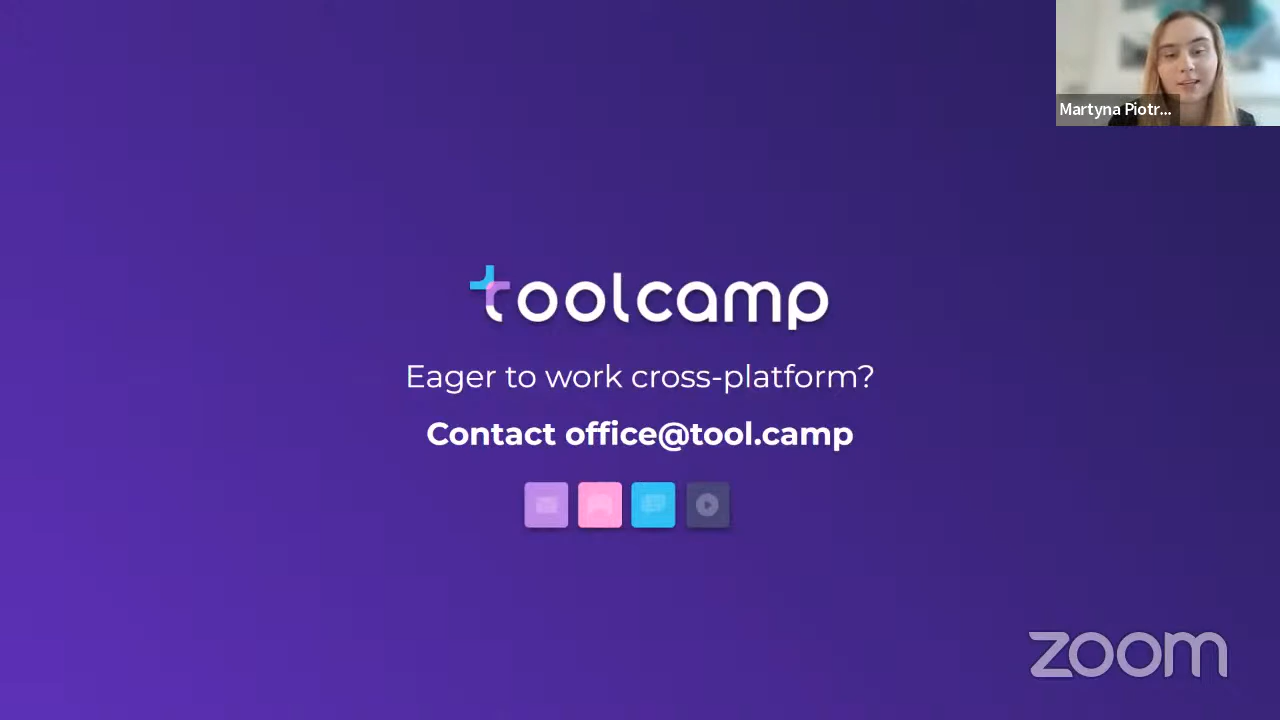 Martyna Piotr...
toolcamp
Eager to work cross-platform?
Contact office@tool.camp
zoom